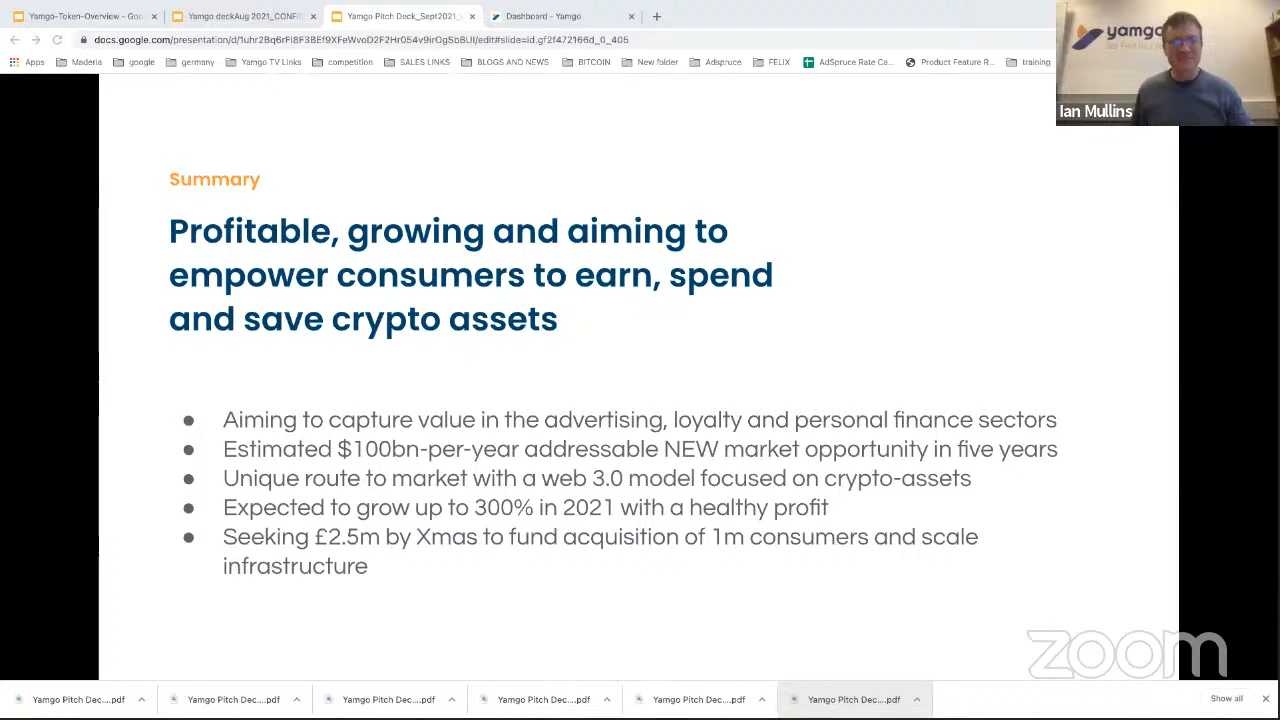 Yamgo-Token-Overview - Goo
Yamgo deckAug 2021_CONFID
Yamgo Pitch Deck_Sept2021_
Dashboard - Yamgo
docs.google.com/presentation/d/1uhr2Bq6rFI8F3BEf9XFeWvoD2F2Hr054v9irOgSbBUI/edit#slide=id.gf2f472166d_0_405
Apps
Maderia
google
germany
Yamgo TV Links
competition
SALES LINKS
BLOGS AND NEWS
BITCOIN
New folder
Adspruce
FELIX
AdSpruce Rate Ca...
Product Feature R...
training
yamgo
Ian Mullins
Summary
Profitable, growing and aiming to
empower consumers to earn, spend
and save crypto assets
● Aiming to capture value in the advertising, loyalty and personal finance sectors
● Estimated $100bn-per-year addressable NEW market opportunity in five years
● Unique route to market with a web 3.0 model focused on crypto-assets
● Expected to grow up to 300% in 2021 with a healthy profit
● Seeking £2.5m by Xmas to fund acquisition of 1m consumers and scale
infrastructure
zoom
Yamgo Pitch Dec....pdf
Yamgo Pitch Dec....pdf
Yamgo Pitch Dec....pdf
Yamgo Pitch Dec....pdf
Yamgo Pitch Dec....pdf
Yamgo Pitch Dec....pdf
Show all